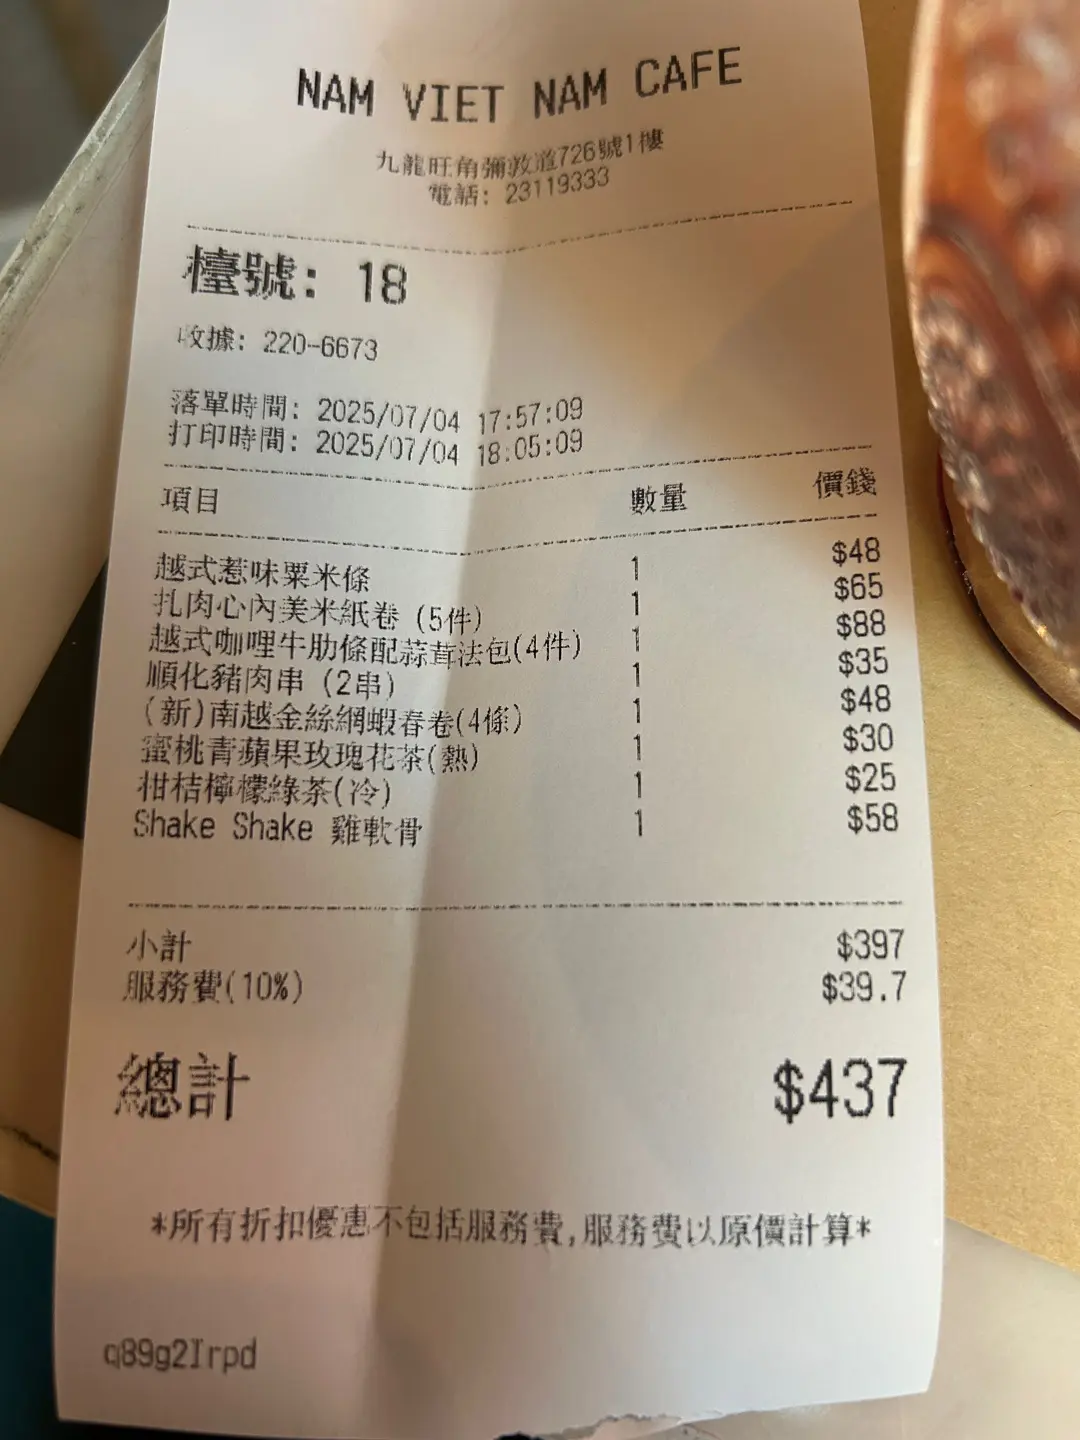 NAM VIET NAM CAFE
九龍旺角彌敦道726號1樓
電話: 23119333
檯號: 18
收據: 220-6673
落單時間: 2025/07/04 17:57:09
打印時間: 2025/07/04 18:05:09
項目 數量 價錢
越式惹味粟米條 1 $48
扎肉心內美米紙卷 (5件) 1 $65
越式咖哩牛肋條配蒜茸法包(4件) 1 $88
順化豬肉串 (2串) 1 $35
(新)南越金絲網蝦春卷(4條) 1 $48
蜜桃青蘋果玫瑰花茶(熱) 1 $30
柑桔檸檬綠茶(冷) 1 $25
Shake Shake 雞軟骨 1 $58
小計 $397
服務費(10%) $39.7
總計 $437
*所有折扣優惠不包括服務費,服務費以原價計算*
q89g2Irpd